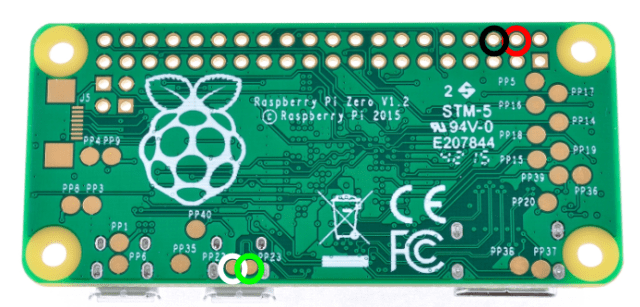 PP5
PP17
J5
2
Raspberry Pi Zero V1.2
PP16
© Raspberry Pi 2015
STM-5
PP14
94V-0
PP18
E207844
PP4 PP9
4215
PP19
PP15
PP39
PP36
PP8 PP3
PP20
PP40
CE
PP1
FC
PP35
PP6
PP23
PP38
PP37